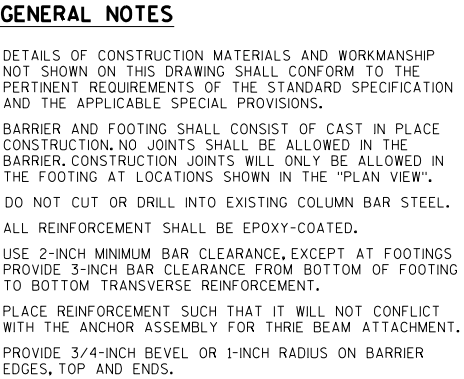 GENERAL NOTES
DETAILS OF CONSTRUCTION MATERIALS AND WORKMANSHIP
NOT SHOWN ON THIS DRAWING SHALL CONFORM TO THE
PERTINENT REQUIREMENTS OF THE STANDARD SPECIFICATION
AND THE APPLICABLE SPECIAL PROVISIONS.
BARRIER AND FOOTING SHALL CONSIST OF CAST IN PLACE
CONSTRUCTION. NO JOINTS SHALL BE ALLOWED IN THE
BARRIER. CONSTRUCTION JOINTS WILL ONLY BE ALLOWED IN
THE FOOTING AT LOCATIONS SHOWN IN THE "PLAN VIEW".
DO NOT CUT OR DRILL INTO EXISTING COLUMN BAR STEEL.
ALL REINFORCEMENT SHALL BE EPOXY-COATED.
USE 2-INCH MINIMUM BAR CLEARANCE, EXCEPT AT FOOTINGS
PROVIDE 3-INCH BAR CLEARANCE FROM BOTTOM OF FOOTING
TO BOTTOM TRANSVERSE REINFORCEMENT.
PLACE REINFORCEMENT SUCH THAT IT WILL NOT CONFLICT
WITH THE ANCHOR ASSEMBLY FOR THRIE BEAM ATTACHMENT.
PROVIDE 3/4-INCH BEVEL OR 1-INCH RADIUS ON BARRIER
EDGES, TOP AND ENDS.